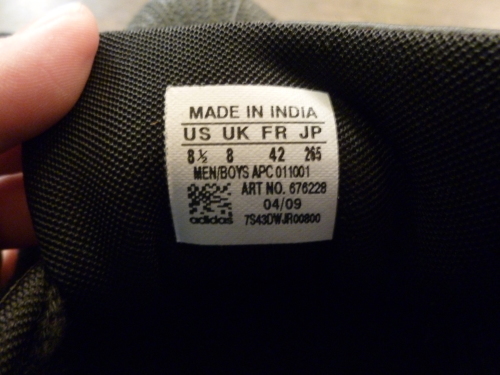 MADE IN INDIA
US UK FR JP
8½ 8 42 265
MEN/BOYS APC 011001
ART NO. 676228
04/09
adidas 7S43DWJR00800